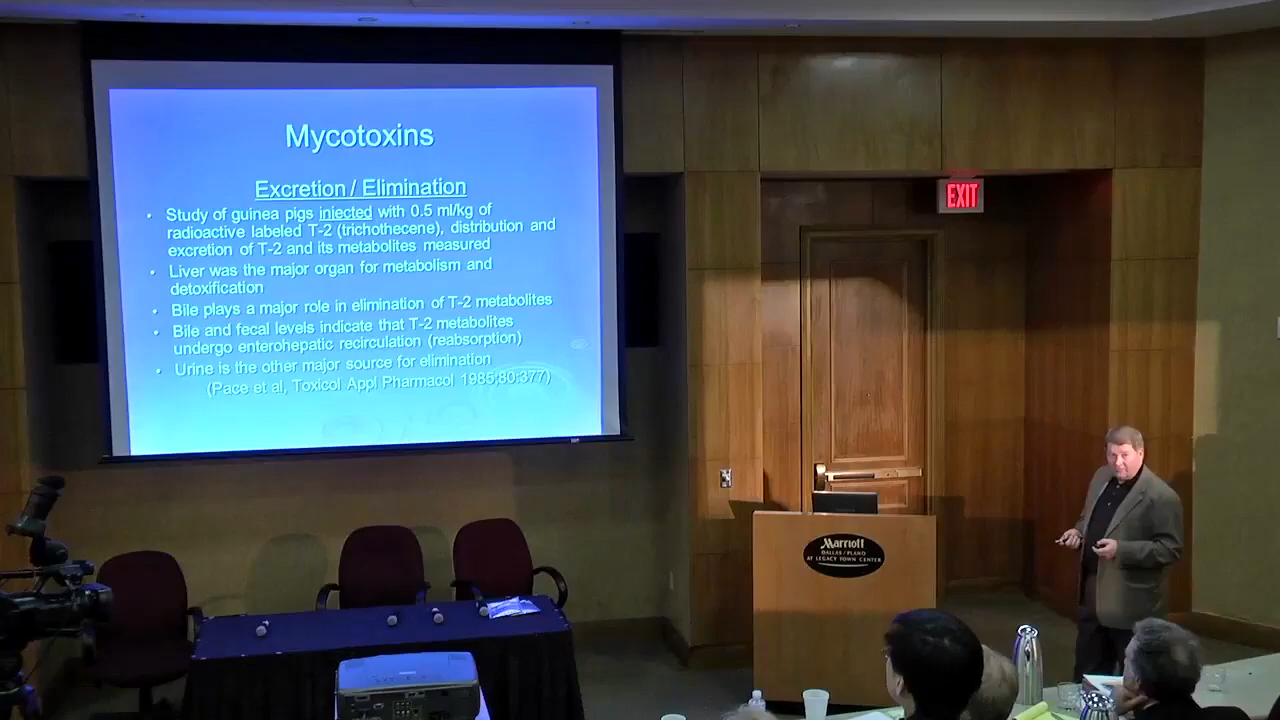 Mycotoxins
Excretion / Elimination
• Study of guinea pigs injected with 0.5 ml/kg of
radioactive labeled T-2 (trichothecene), distribution and
excretion of T-2 and its metabolites measured
• Liver was the major organ for metabolism and
detoxification
• Bile plays a major role in elimination of T-2 metabolites
• Bile and fecal levels indicate that T-2 metabolites
undergo enterohepatic recirculation (reabsorption)
• Urine is the other major source for elimination
(Pace et al, Toxicol Appl Pharmacol 1985;80:377)
EXIT
Marriott
DALLAS/PLANO
AT LEGACY TOWN CENTER